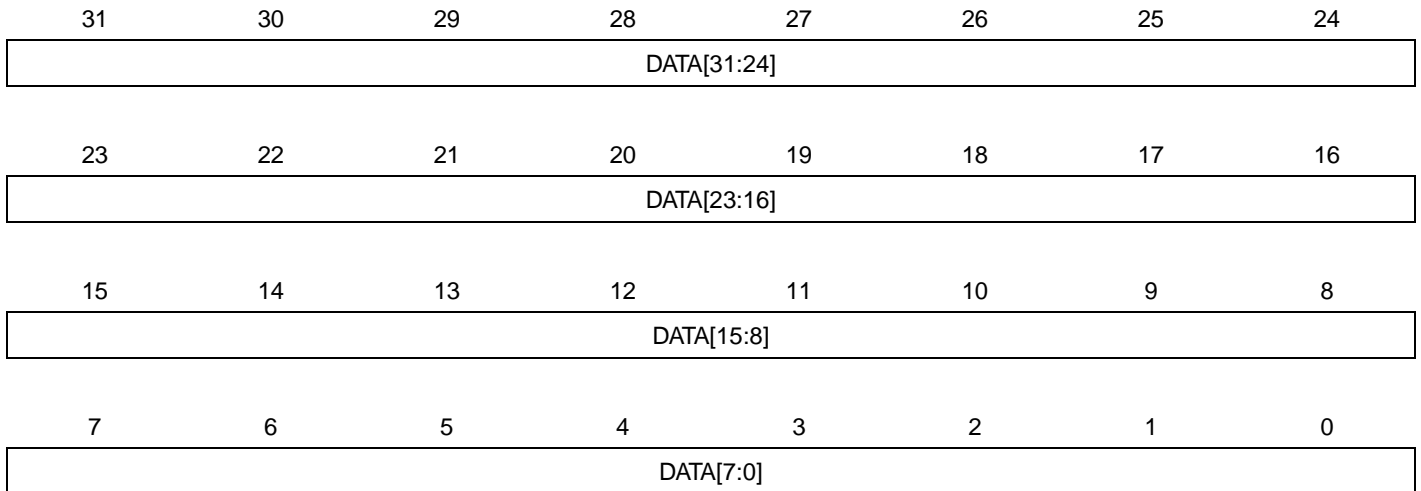 31 30 29 28 27 26 25 24
DATA[31:24]
23 22 21 20 19 18 17 16
DATA[23:16]
15 14 13 12 11 10 9 8
DATA[15:8]
7 6 5 4 3 2 1 0
DATA[7:0]